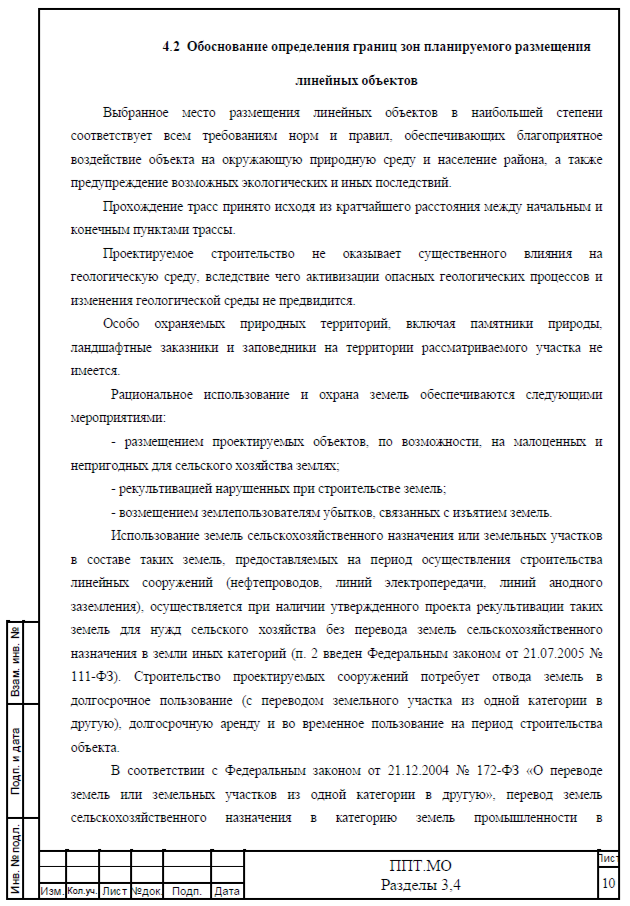 4.2 Обоснование определения границ зон планируемого размещения
линейных объектов
Выбранное место размещения линейных объектов в наибольшей степени
соответствует всем требованиям норм и правил, обеспечивающих благоприятное
воздействие объекта на окружающую природную среду и население района, а также
предупреждение возможных экологических и иных последствий.
Прохождение трасс принято исходя из кратчайшего расстояния между начальным и
конечным пунктами трассы.
Проектируемое строительство не оказывает существенного влияния на
геологическую среду, вследствие чего активизации опасных геологических процессов и
изменения геологической среды не предвидится.
Особо охраняемых природных территорий, включая памятники природы,
ландшафтные заказники и заповедники на территории рассматриваемого участка не
имеется.
Рациональное использование и охрана земель обеспечиваются следующими
мероприятиями:
- размещением проектируемых объектов, по возможности, на малоценных и
непригодных для сельского хозяйства землях;
- рекультивацией нарушенных при строительстве земель;
- возмещением землепользователям убытков, связанных с изъятием земель.
Использование земель сельскохозяйственного назначения или земельных участков
в составе таких земель, предоставляемых на период осуществления строительства
линейных сооружений (нефтепроводов, линий электропередачи, линий анодного
заземления), осуществляется при наличии утвержденного проекта рекультивации таких
земель для нужд сельского хозяйства без перевода земель сельскохозяйственного
назначения в земли иных категорий (п. 2 введен Федеральным законом от 21.07.2005 №
111-ФЗ). Строительство проектируемых сооружений потребует отвода земель в
долгосрочное пользование (с переводом земельного участка из одной категории в
другую), долгосрочную аренду и во временное пользование на период строительства
объекта.
В соответствии с Федеральным законом от 21.12.2004 № 172-ФЗ «О переводе
земель или земельных участков из одной категории в другую», перевод земель
сельскохозяйственного назначения в категорию земель промышленности в
Взам. инв. №
Подп. и дата
Инв. № подл.
Изм. Кол.уч. Лист №док. Подп. Дата
ППТ.МО
Разделы 3,4
Лист
10